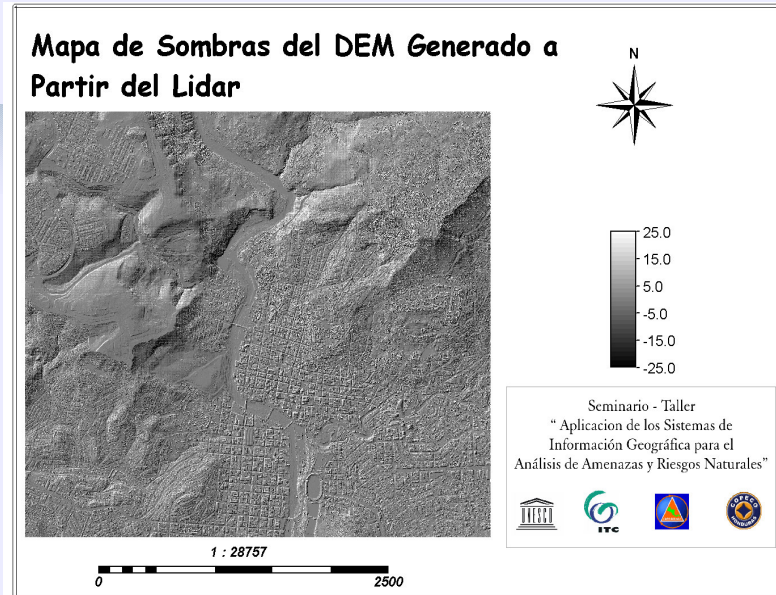 Mapa de Sombras del DEM Generado a
Partir del Lidar
N
25.0
15.0
5.0
-5.0
-15.0
-25.0
Seminario - Taller
“ Aplicacion de los Sistemas de
Información Geográfica para el
Análisis de Amenazas y Riesgos Naturales”
UNESCO
ITC
COPECO
HONDURAS
1 : 28757
0
2500